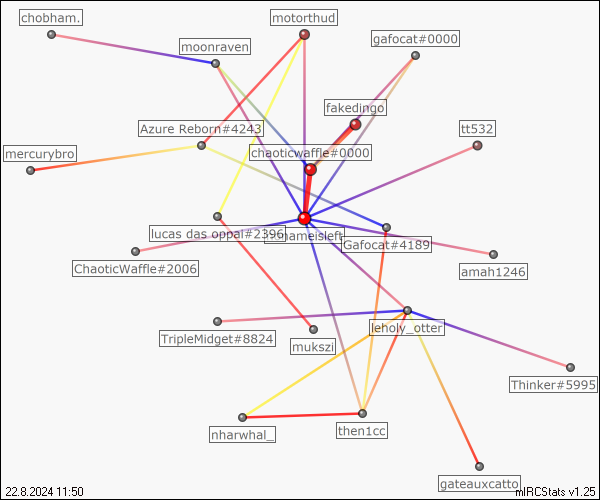 chobham.
motorthud
gafocat#0000
moonraven
fakedingo
Azure Reborn#4243
tt532
mercurybro
chaoticwaffle#0000
lucas das oppai#2396
Gafocat#4189
ChaoticWaffle#2006
amah1246
TripleMidget#8824
leholy_otter
mukszi
Thinker#5995
nharwhal_
then1cc
gateauxcatto
22.8.2024 11:50
mIRCStats v1.25